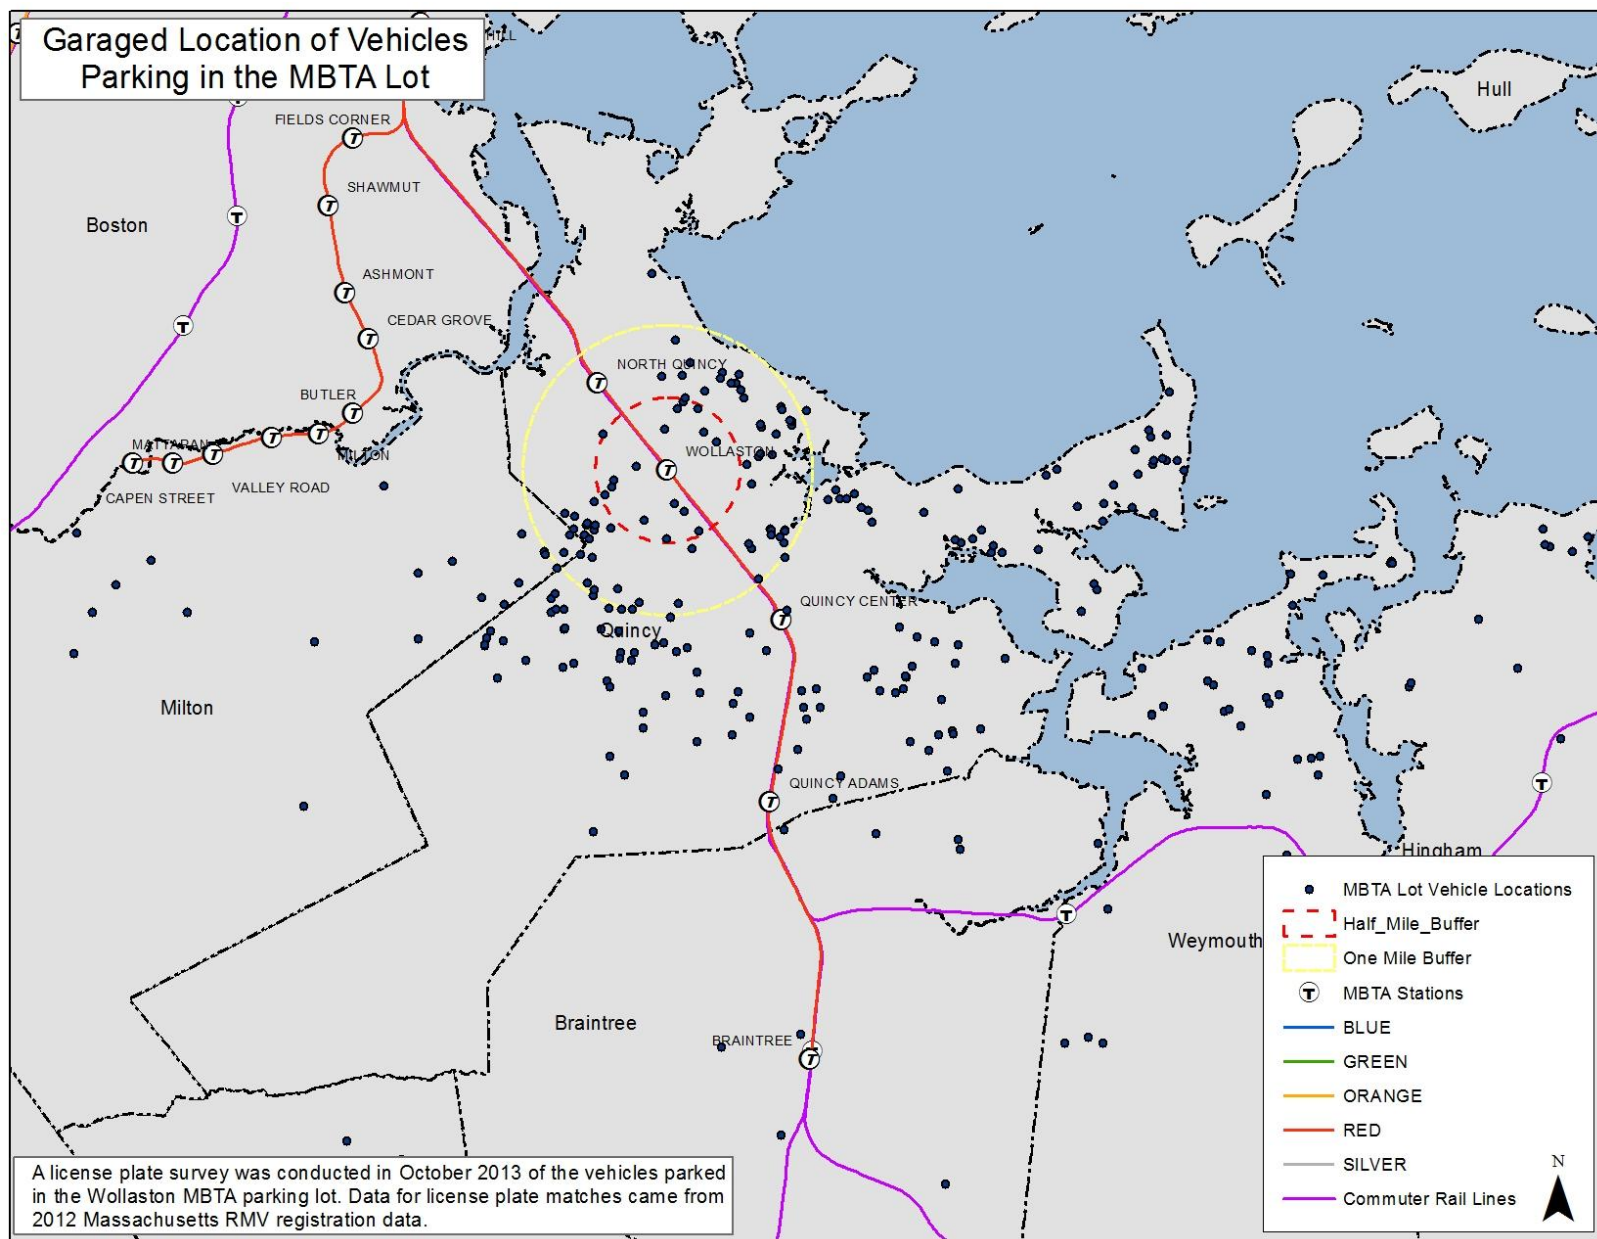 Garaged Location of Vehicles
Parking in the MBTA Lot
HILL
Hull
FIELDS CORNER
SHAWMUT
Boston
ASHMONT
CEDAR GROVE
NORTH QUINCY
BUTLER
MATTAPAN
MILTON
WOLLASTON
VALLEY ROAD
CAPEN STREET
QUINCY CENTER
Quincy
Milton
QUINCY ADAMS
Hingham
Weymouth
Braintree
BRAINTREE
MBTA Lot Vehicle Locations
Half_Mile_Buffer
One Mile Buffer
T MBTA Stations
BLUE
GREEN
ORANGE
RED
SILVER
Commuter Rail Lines
N
A license plate survey was conducted in October 2013 of the vehicles parked
in the Wollaston MBTA parking lot. Data for license plate matches came from
2012 Massachusetts RMV registration data.